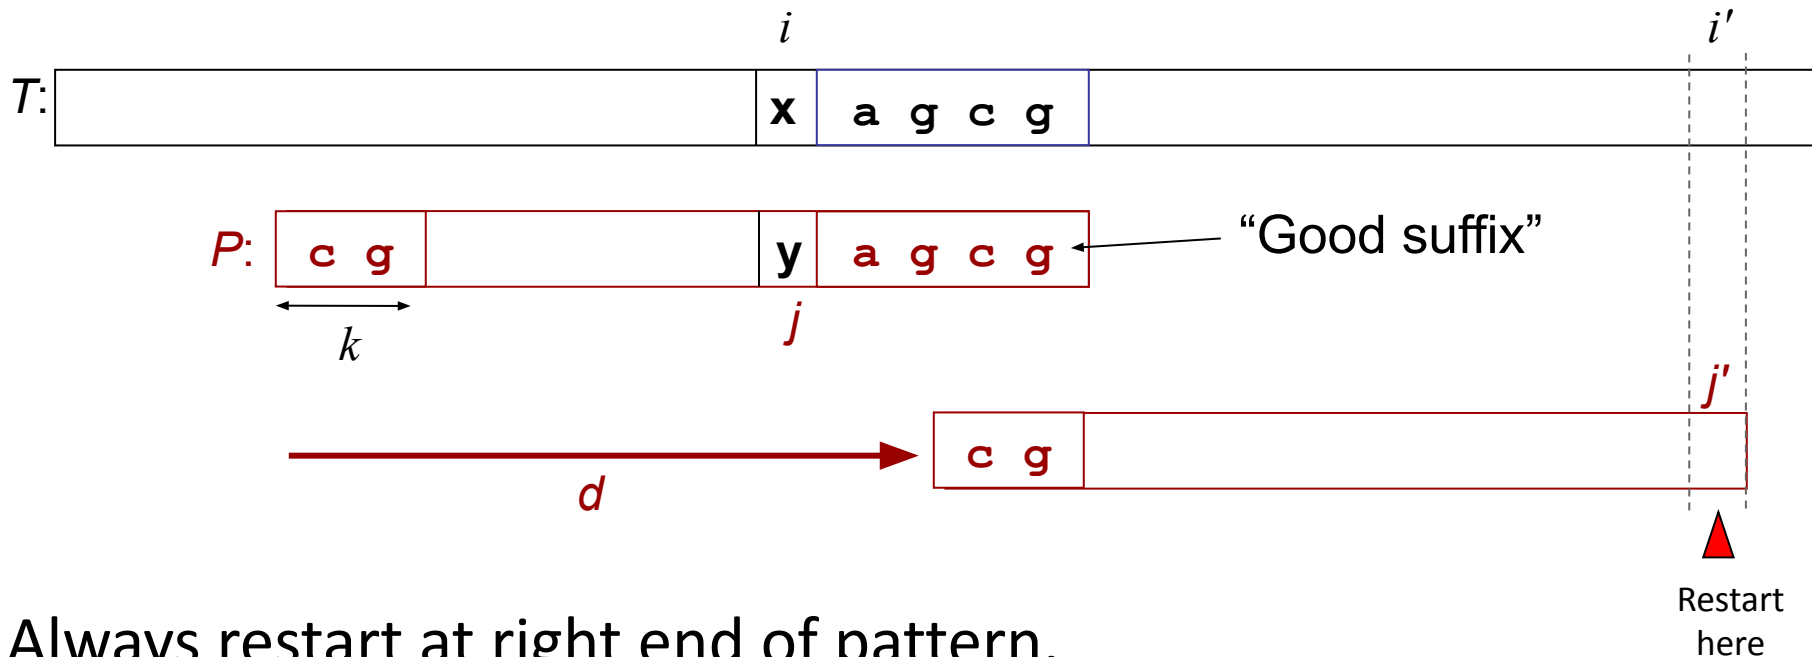 i i'
T: x a g c g
P: c g y a g c g "Good suffix"
k j
j'
c g
d
Restart
here
Always restart at right end of pattern.